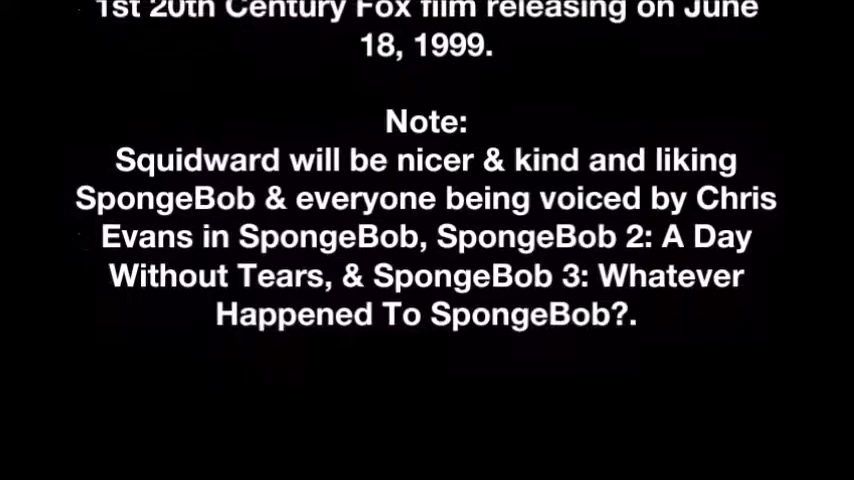 1st 20th Century Fox film releasing on June
18, 1999.
Note:
Squidward will be nicer & kind and liking
SpongeBob & everyone being voiced by Chris
Evans in SpongeBob, SpongeBob 2: A Day
Without Tears, & SpongeBob 3: Whatever
Happened To SpongeBob?.